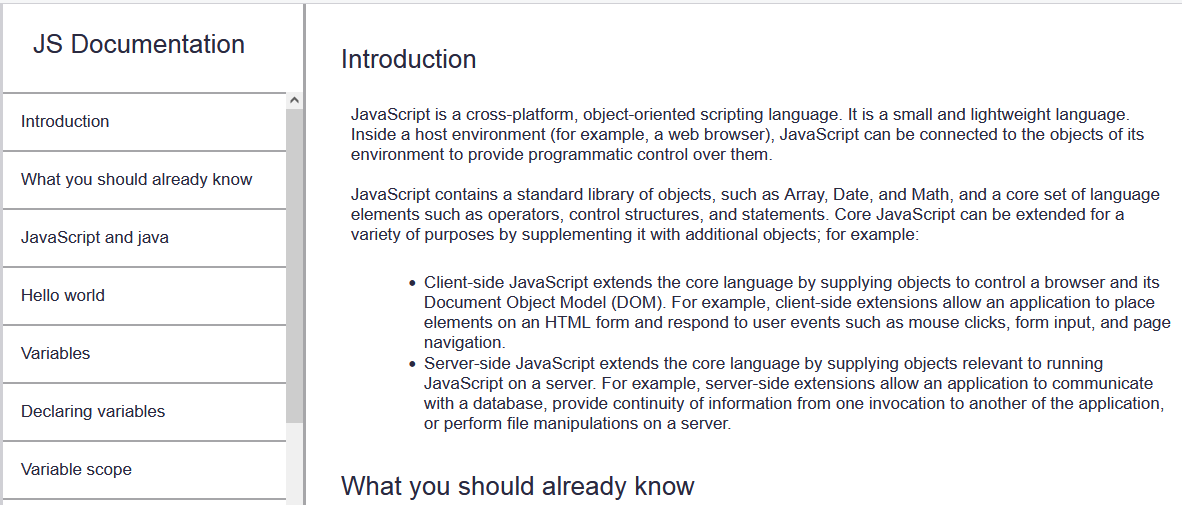 JS Documentation
Introduction
What you should already know
JavaScript and java
Hello world
Variables
Declaring variables
Variable scope
Introduction
JavaScript is a cross-platform, object-oriented scripting language. It is a small and lightweight language.
Inside a host environment (for example, a web browser), JavaScript can be connected to the objects of its
environment to provide programmatic control over them.
JavaScript contains a standard library of objects, such as Array, Date, and Math, and a core set of language
elements such as operators, control structures, and statements. Core JavaScript can be extended for a
variety of purposes by supplementing it with additional objects; for example:
• Client-side JavaScript extends the core language by supplying objects to control a browser and its
Document Object Model (DOM). For example, client-side extensions allow an application to place
elements on an HTML form and respond to user events such as mouse clicks, form input, and page
navigation.
• Server-side JavaScript extends the core language by supplying objects relevant to running
JavaScript on a server. For example, server-side extensions allow an application to communicate
with a database, provide continuity of information from one invocation to another of the application,
or perform file manipulations on a server.
What you should already know